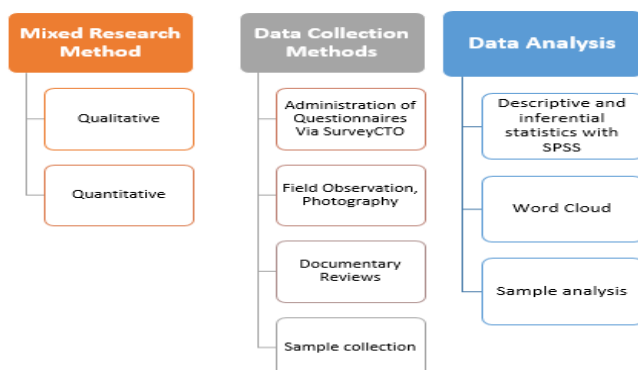 Mixed Research
Method
Qualitative
Quantitative
Data Collection
Methods
Administration of
Questionnaires
Via SurveyCTO
Field Observation,
Photography
Documentary
Reviews
Sample collection
Data Analysis
Descriptive and
inferential
statistics with
SPSS
Word Cloud
Sample analysis